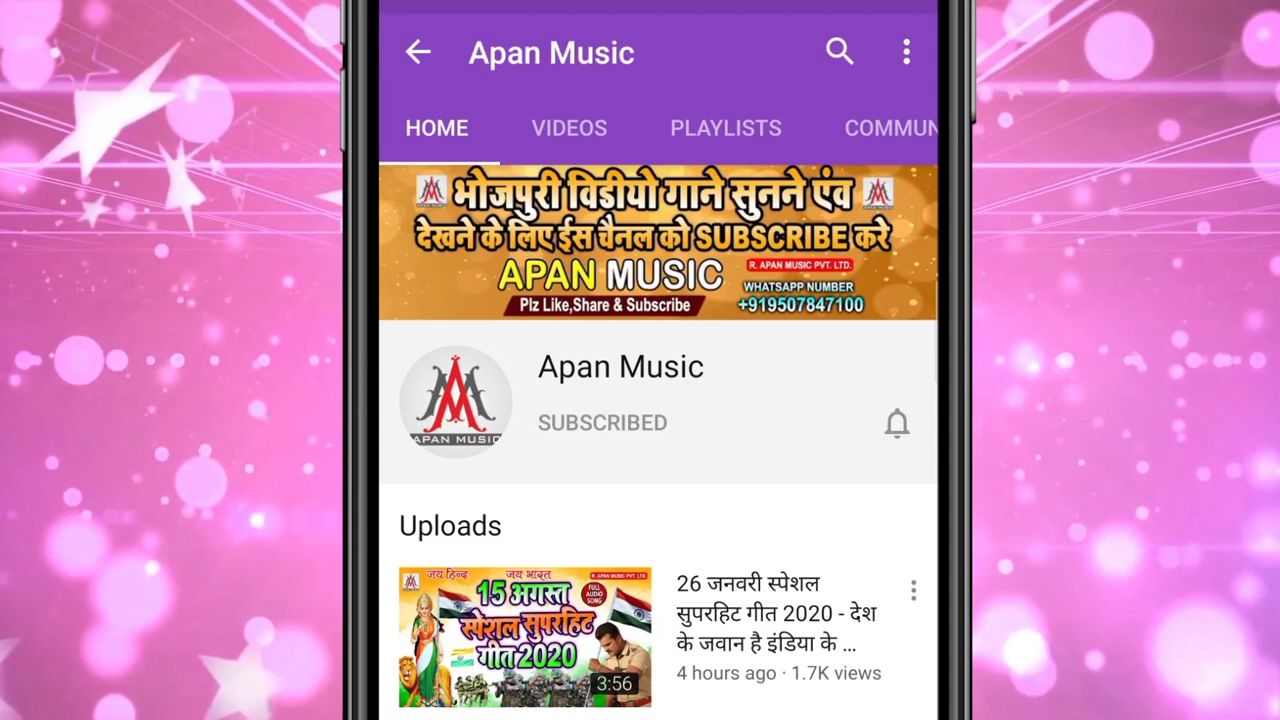 Apan Music
HOME VIDEOS PLAYLISTS COMMUN
भोजपुरी विडीयो गाने सुनने एंव
देखने के लिए ईस चैनल को SUBSCRIBE करे
APAN MUSIC
R. APAN MUSIC PVT. LTD.
WHATSAPP NUMBER
+919507847100
Plz Like,Share & Subscribe
Apan Music
SUBSCRIBED
APAN MUSIC
Uploads
जय हिन्द जय भारत
R. APAN MUSIC PVT. LTD
15 अगस्त
FULL
AUDIO
SONG
स्पेशल सुपरहिट
गीत 2020
3:56
26 जनवरी स्पेशल
सुपरहिट गीत 2020 - देश
के जवान है इंडिया के ...
4 hours ago · 1.7K views